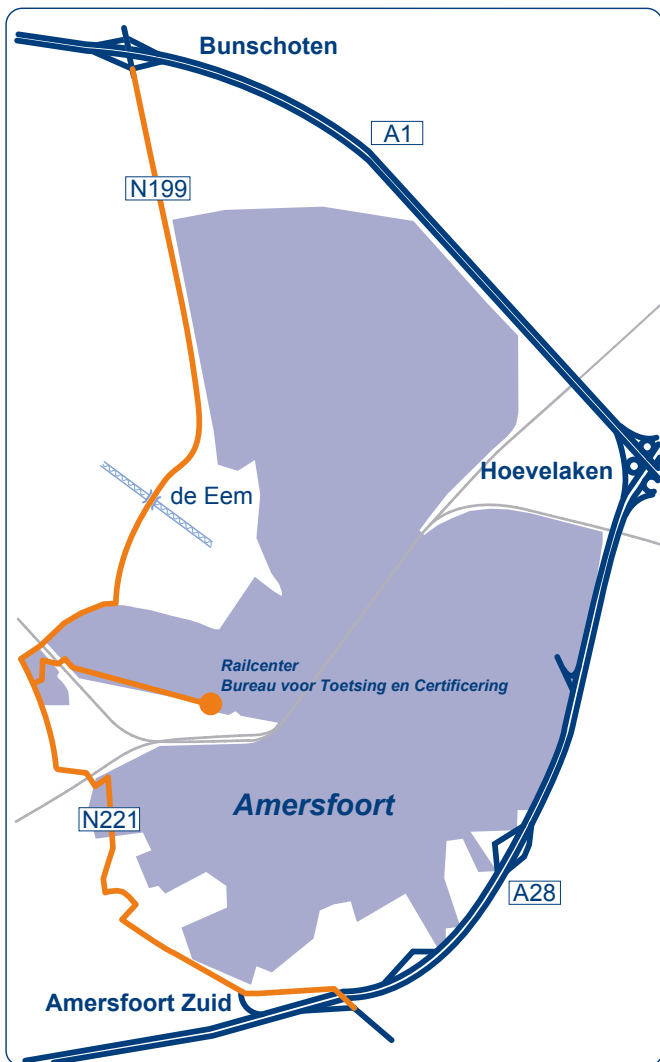 Bunschoten
A1
N199
Hoevelaken
de Eem
Railcenter
Bureau voor Toetsing en Certificering
Amersfoort
N221
A28
Amersfoort Zuid